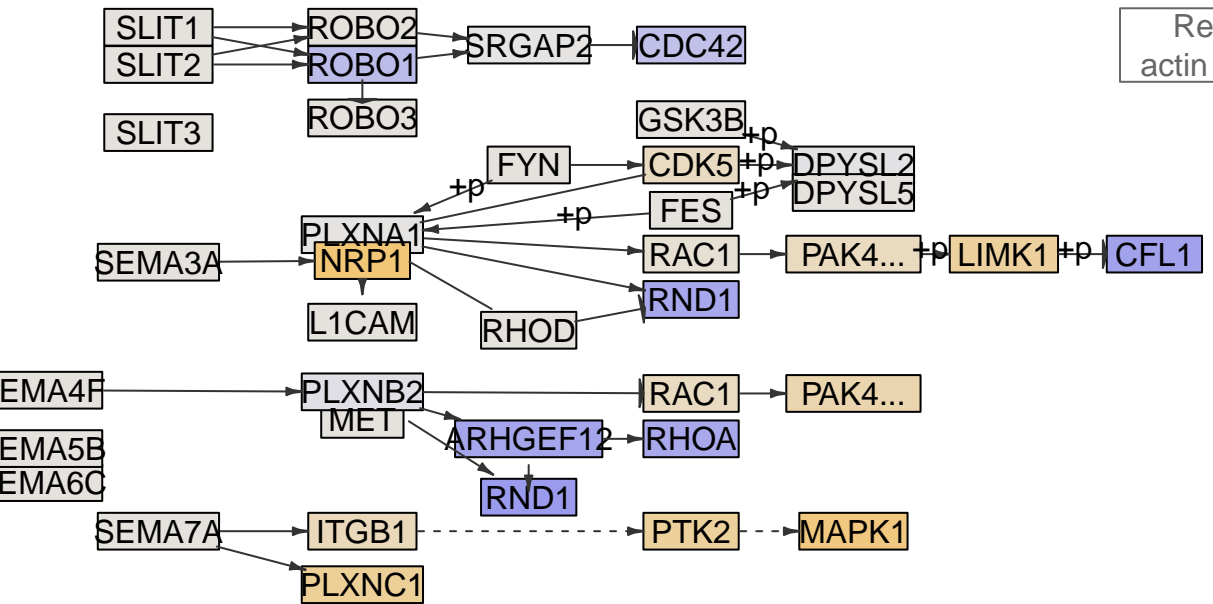 SLIT1
ROBO2
SRGAP2
CDC42
Re
actin
SLIT2
ROBO1
SLIT3
ROBO3
GSK3B
+p
FYN
CDK5
+p
DPYSL2
DPYSL5
+p
FES
+p
+p
PLXNA1
SEMA3A
NRP1
RAC1
PAK4...
+p
LIMK1
+p
CFL1
RND1
L1CAM
RHOD
EMA4F
PLXNB2
RAC1
PAK4...
MET
ARHGEF12
RHOA
EMA5B
EMA6C
RND1
SEMA7A
ITGB1
PTK2
MAPK1
PLXNC1